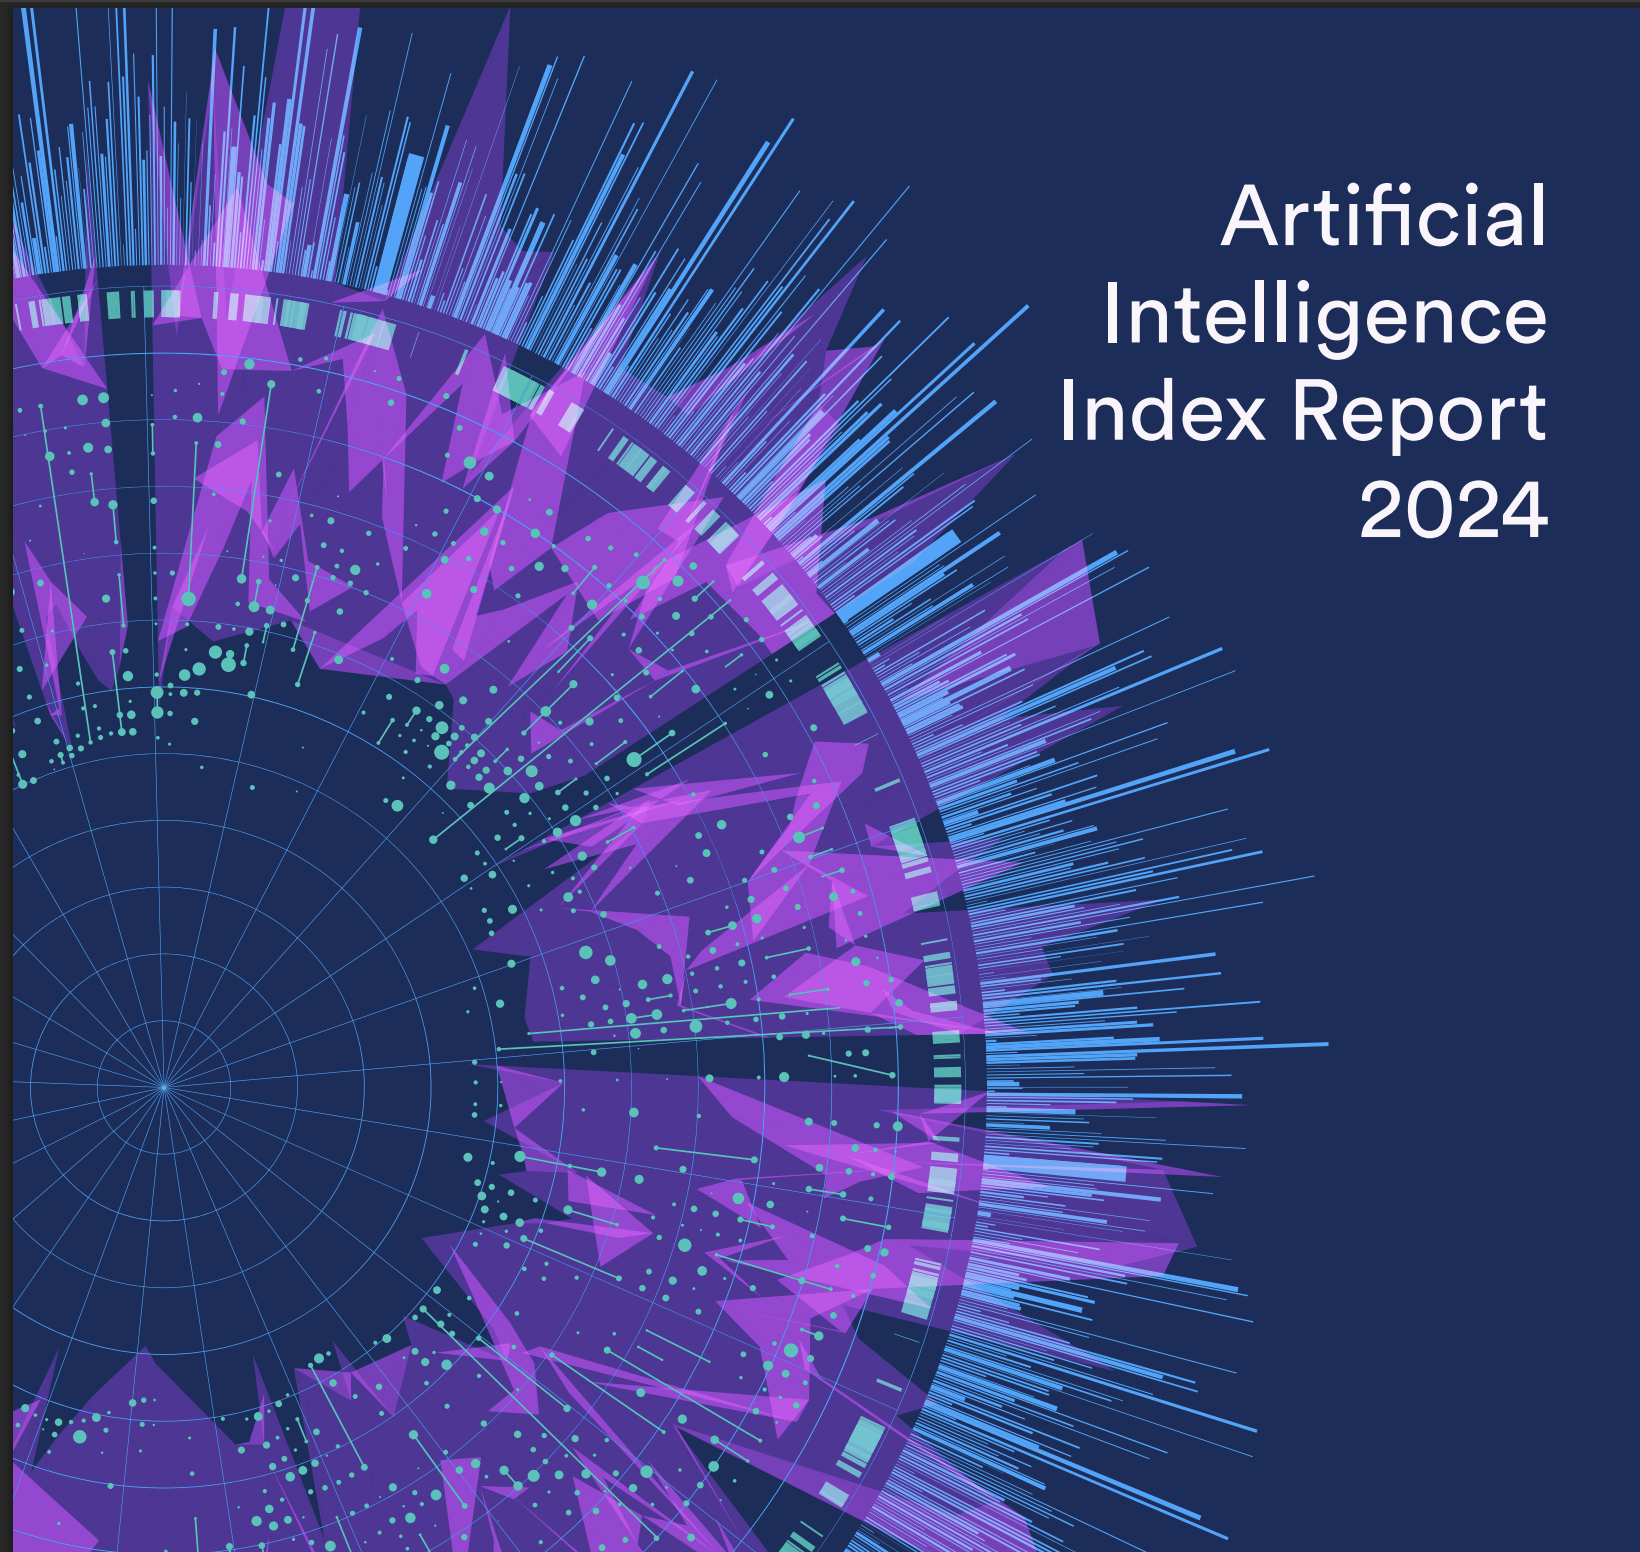 Artificial
Intelligence
Index Report
2024